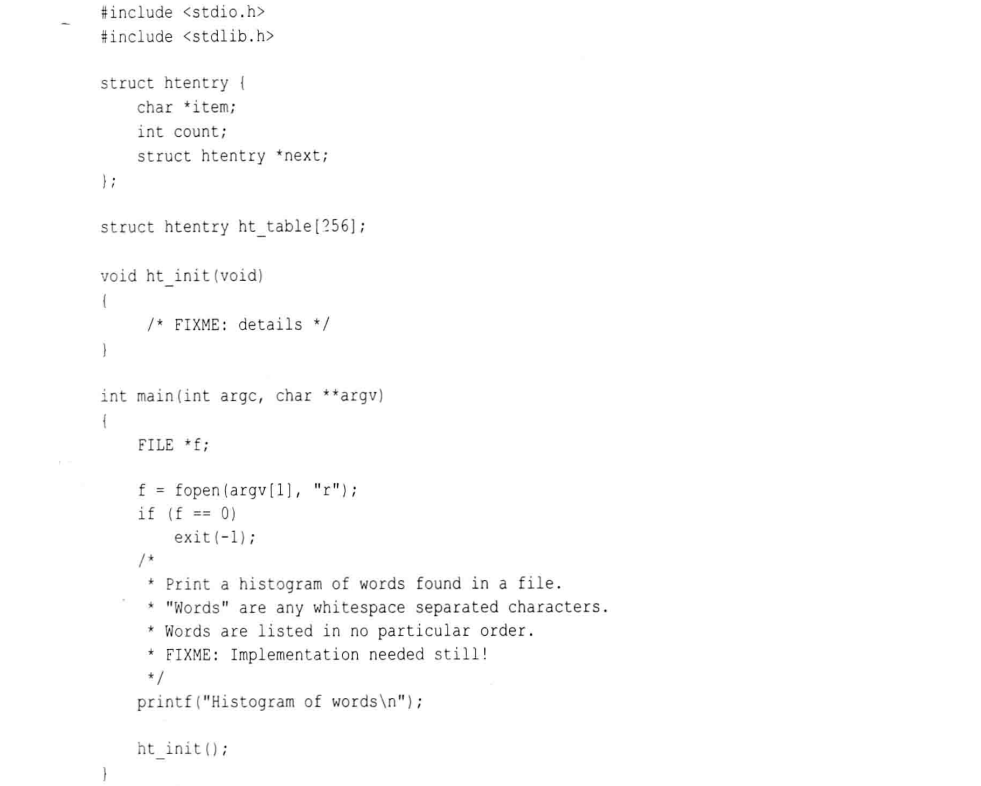 #include <stdio.h>
#include <stdlib.h>
struct htentry {
char *item;
int count;
struct htentry *next;
};
struct htentry ht_table[256];
void ht_init(void)
{
/* FIXME: details */
}
int main(int argc, char **argv)
{
FILE *f;
f = fopen(argv[1], "r");
if (f == 0)
exit(-1);
/*
* Print a histogram of words found in a file.
* "Words" are any whitespace separated characters.
* Words are listed in no particular order.
* FIXME: Implementation needed still!
*/
printf("Histogram of words\n");
ht_init();
}